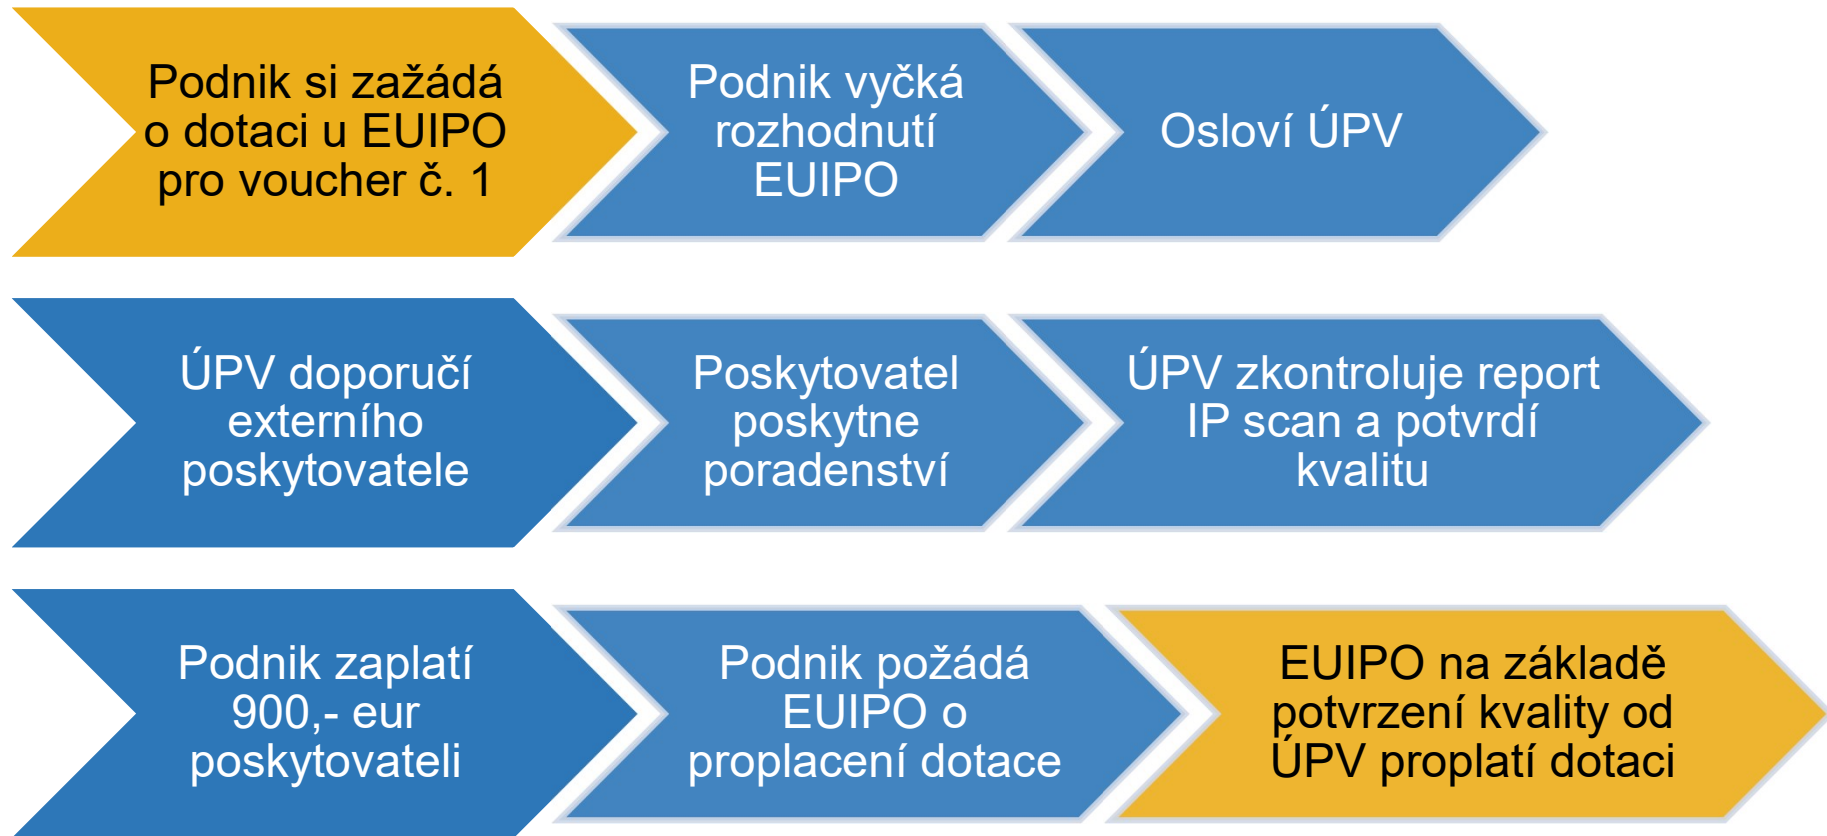 Podnik si zažádá
o dotaci u EUIPO
pro voucher č. 1
Podnik vyčká
rozhodnutí
EUIPO
Osloví ÚPV
ÚPV doporučí
externího
poskytovatele
Poskytovatel
poskytne
poradenství
ÚPV zkontroluje report
IP scan a potvrdí
kvalitu
Podnik zaplatí
900,- eur
poskytovateli
Podnik požádá
EUIPO o
proplacení dotace
EUIPO na základě
potvrzení kvality od
ÚPV proplatí dotaci